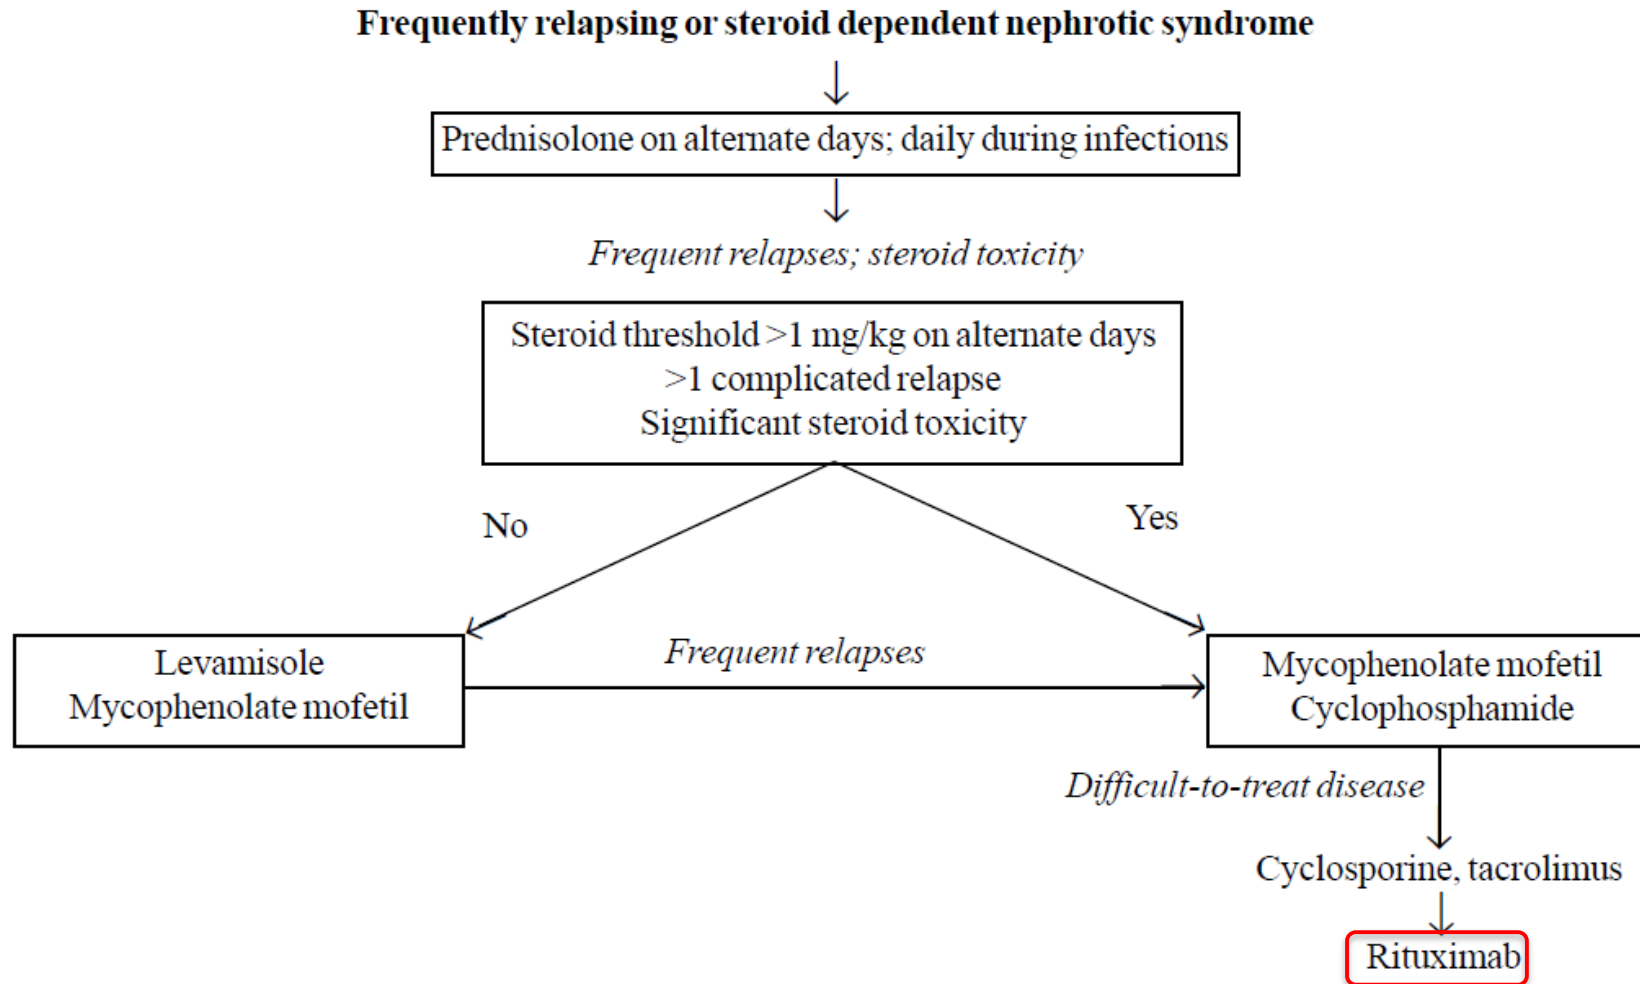 Frequently relapsing or steroid dependent nephrotic syndrome
Prednisolone on alternate days; daily during infections
Frequent relapses; steroid toxicity
Steroid threshold >1 mg/kg on alternate days
>1 complicated relapse
Significant steroid toxicity
No
Yes
Levamisole
Mycophenolate mofetil
Frequent relapses
Mycophenolate mofetil
Cyclophosphamide
Difficult-to-treat disease
Cyclosporine, tacrolimus
Rituximab